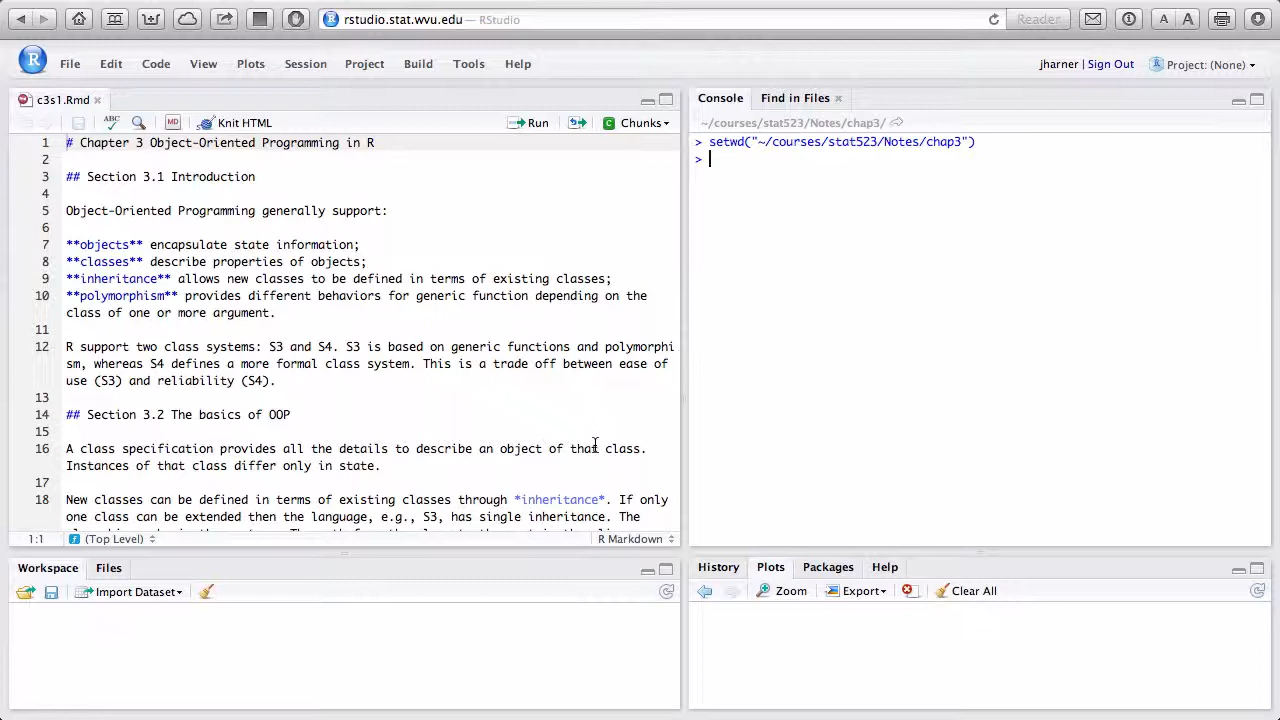 rstudio.stat.wvu.edu — RStudio
Reader
A A
R File Edit Code View Plots Session Project Build Tools Help
jharner | Sign Out Project: (None)
c3s1.Rmd
ABC MD Knit HTML Run Chunks
1 # Chapter 3 Object-Oriented Programming in R
2
3 ## Section 3.1 Introduction
4
5 Object-Oriented Programming generally support:
6
7 **objects** encapsulate state information;
8 **classes** describe properties of objects;
9 **inheritance** allows new classes to be defined in terms of existing classes;
10 **polymorphism** provides different behaviors for generic function depending on the
class of one or more argument.
11
12 R support two class systems: S3 and S4. S3 is based on generic functions and polymorphi
sm, whereas S4 defines a more formal class system. This is a trade off between ease of
use (S3) and reliability (S4).
13
14 ## Section 3.2 The basics of OOP
15
16 A class specification provides all the details to describe an object of that class.
Instances of that class differ only in state.
17
18 New classes can be defined in terms of existing classes through *inheritance*. If only
one class can be extended then the language, e.g., S3, has single inheritance. The
1:1 (Top Level) R Markdown
Console Find in Files
~/courses/stat523/Notes/chap3/
> setwd("~/courses/stat523/Notes/chap3")
>
Workspace Files
Import Dataset
History Plots Packages Help
Zoom Export Clear All